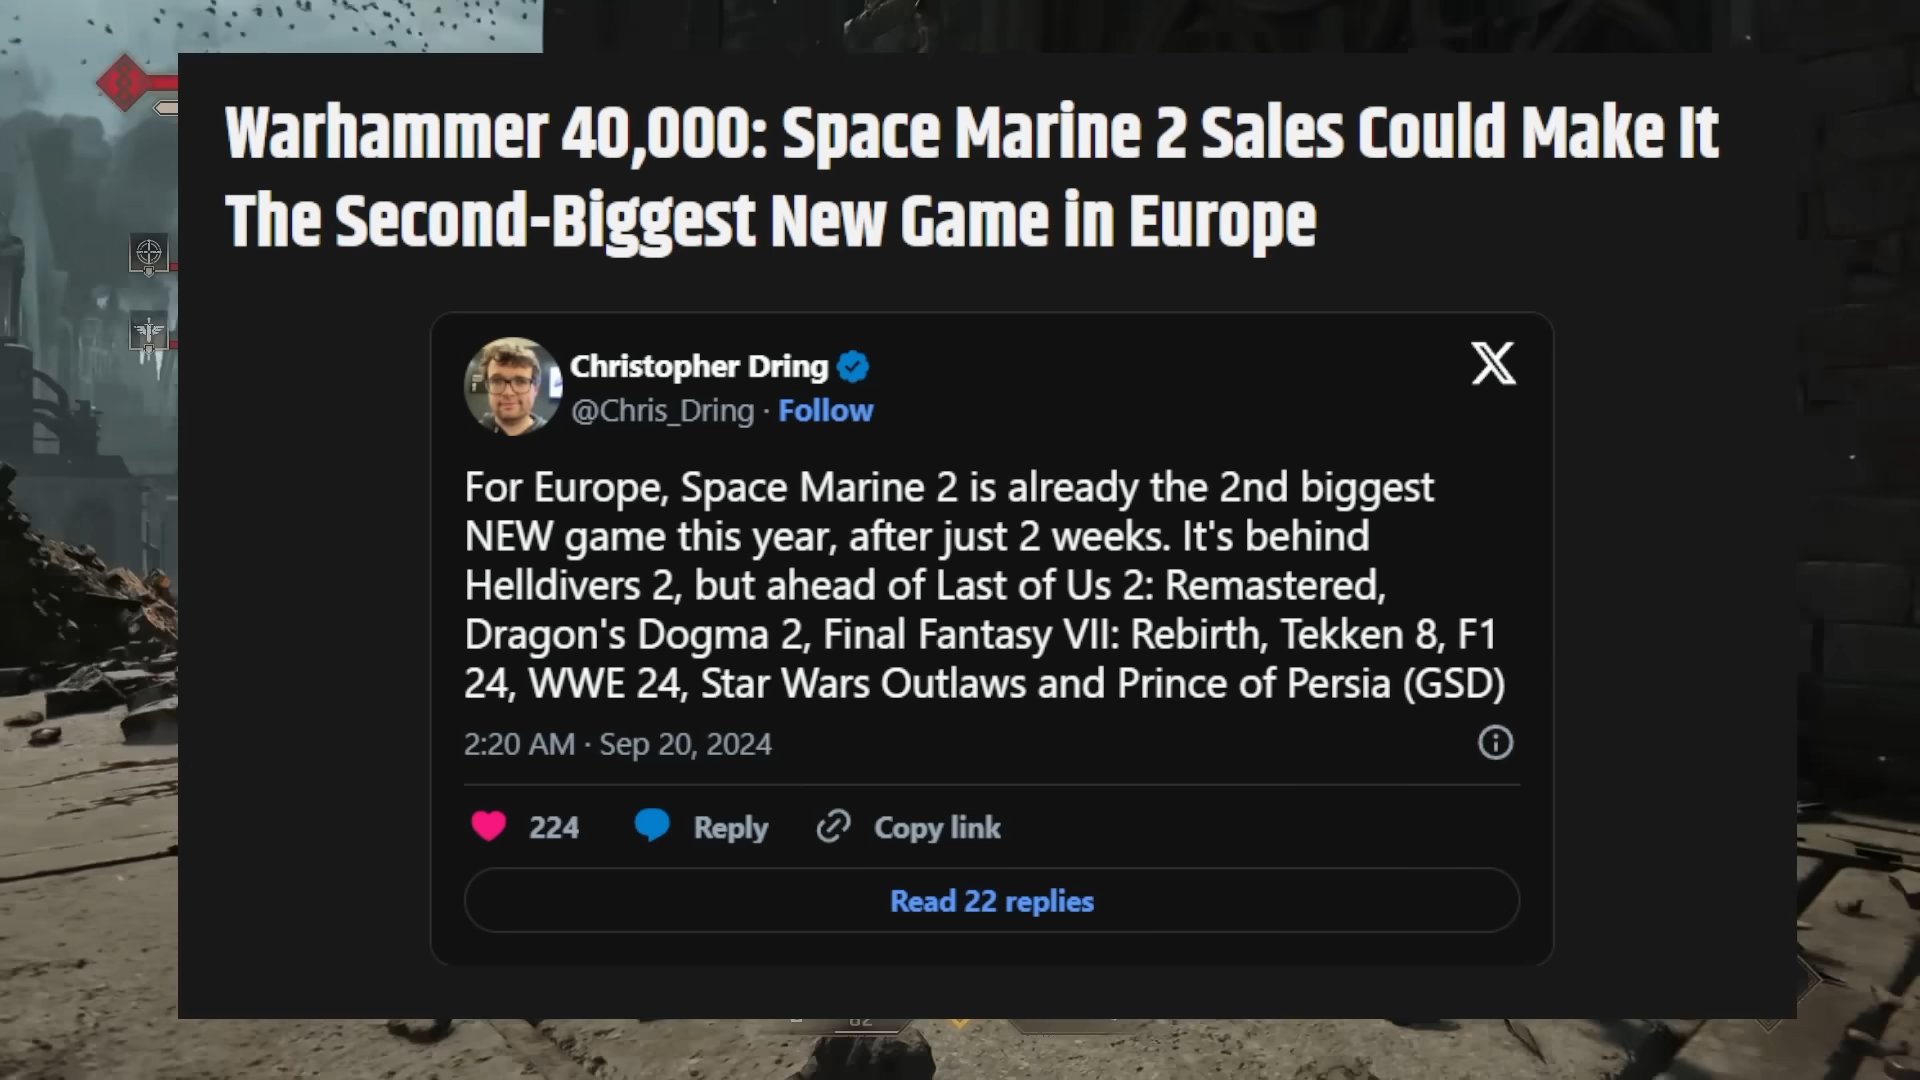 Warhammer 40,000: Space Marine 2 Sales Could Make It
The Second-Biggest New Game in Europe
Christopher Dring
@Chris_Dring · Follow
For Europe, Space Marine 2 is already the 2nd biggest
NEW game this year, after just 2 weeks. It's behind
Helldivers 2, but ahead of Last of Us 2: Remastered,
Dragon's Dogma 2, Final Fantasy VII: Rebirth, Tekken 8, F1
24, WWE 24, Star Wars Outlaws and Prince of Persia (GSD)
2:20 AM · Sep 20, 2024
224 Reply Copy link
Read 22 replies